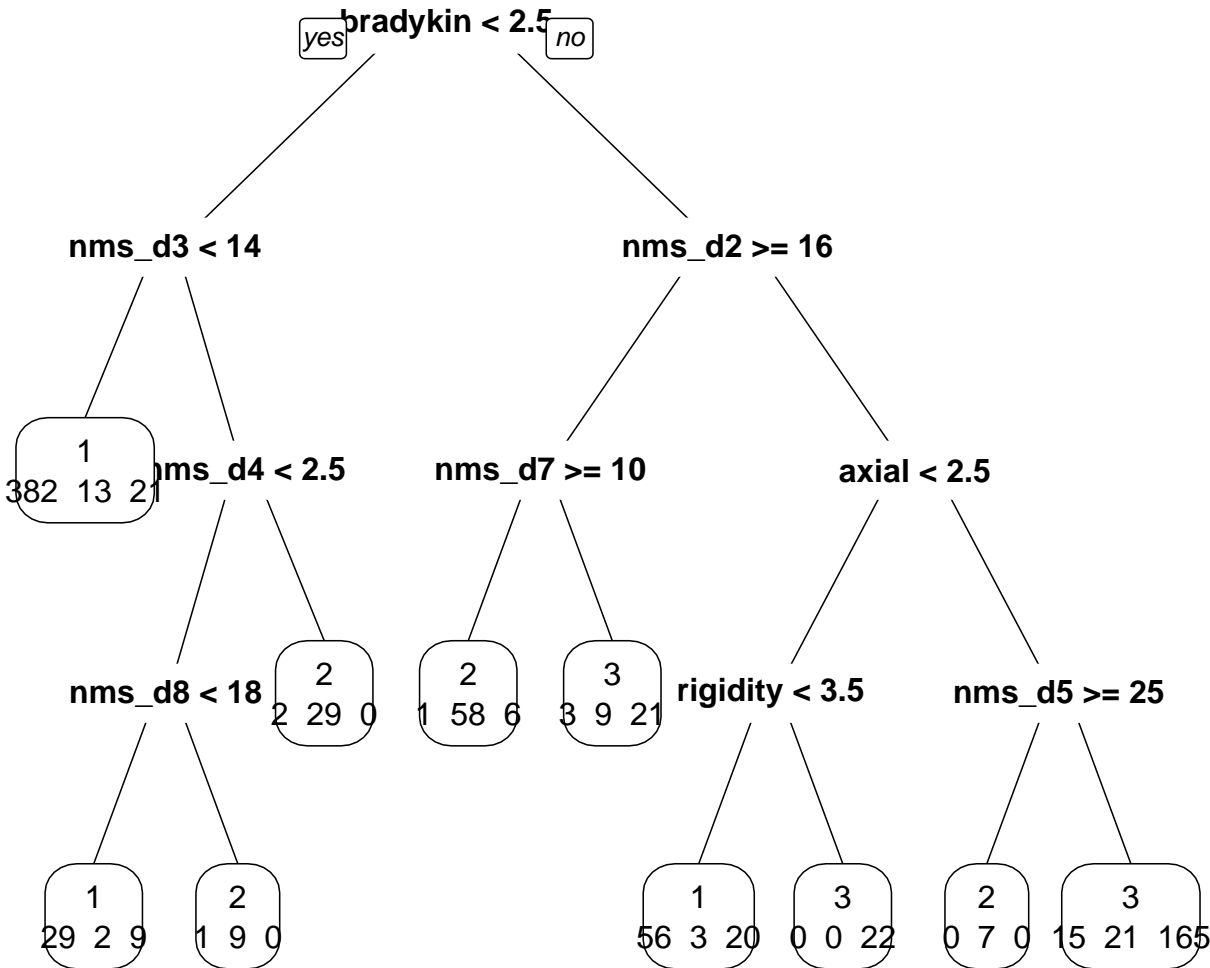 bradykin < 2.5
yes
no
nms_d3 < 14
nms_d2 >= 16
1
382 13 21
nms_d4 < 2.5
nms_d7 >= 10
axial < 2.5
nms_d8 < 18
2
2 29 0
2
1 58 6
3
3 9 21
rigidity < 3.5
nms_d5 >= 25
1
29 2 9
2
1 9 0
1
56 3 20
3
0 0 22
2
0 7 0
3
15 21 165